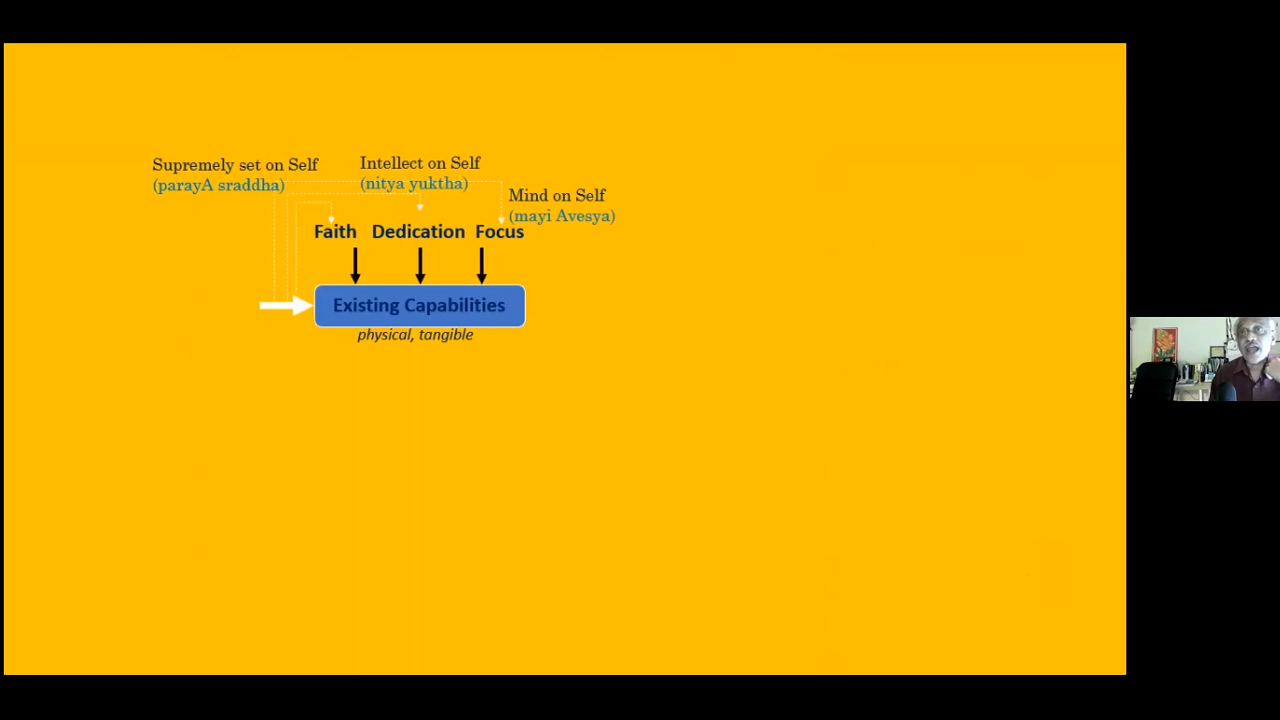 Supremely set on Self
(parayA sraddha)
Intellect on Self
(nitya yuktha)
Mind on Self
(mayi Avesya)
Faith
Dedication
Focus
Existing Capabilities
physical, tangible